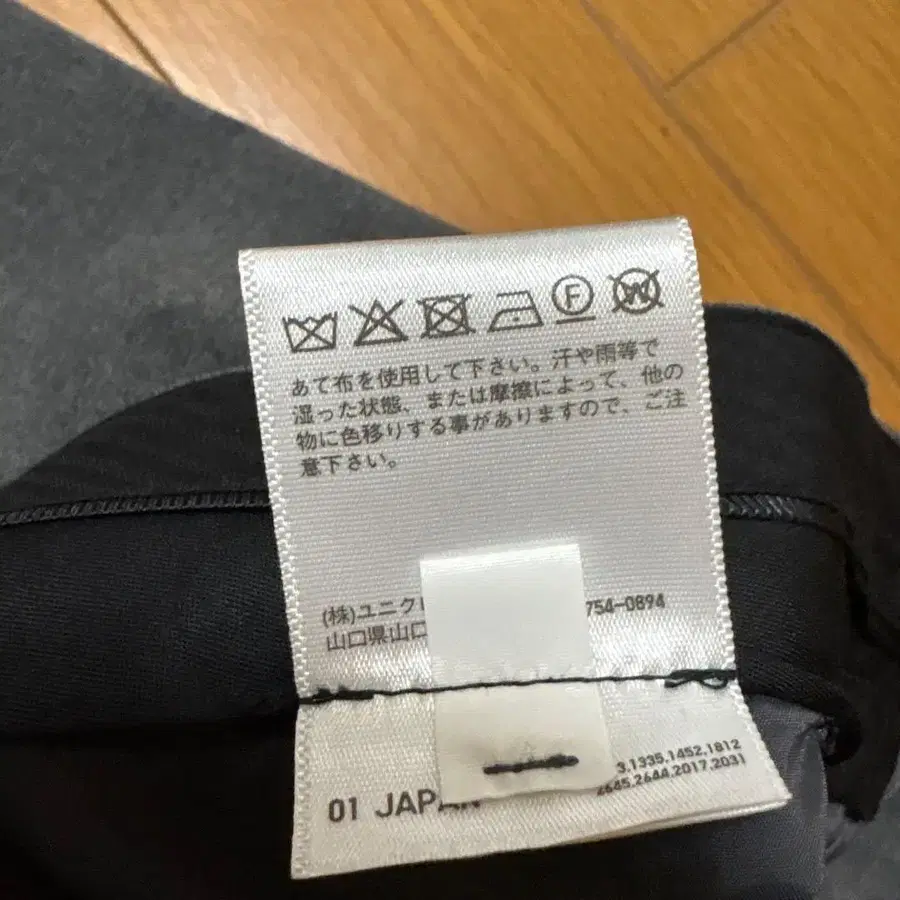 F W
あて布を使用して下さい。汗や雨等で
湿った状態、または摩擦によって、他の
物に色移りする事がありますので、ご注
意下さい。
(株)ユニク 754-0894
山口県山口
01 JAPAN
3.1335.1452.1812
2645.2644.2017.2031